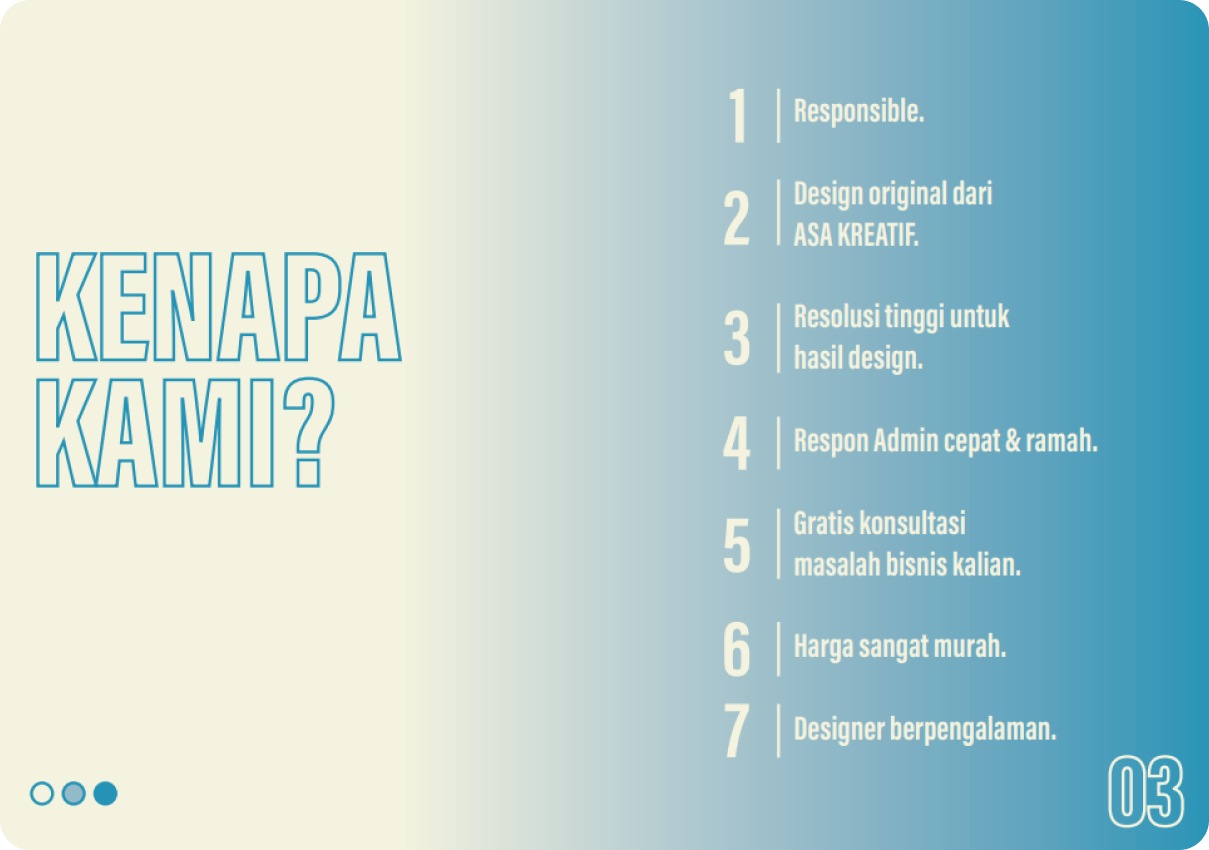 KENAPA
KAMI?
1 Responsible.
2 Design original dari
ASA KREATIF.
3 Resolusi tinggi untuk
hasil design.
4 Respon Admin cepat & ramah.
5 Gratis konsultasi
masalah bisnis kalian.
6 Harga sangat murah.
7 Designer berpengalaman.
03